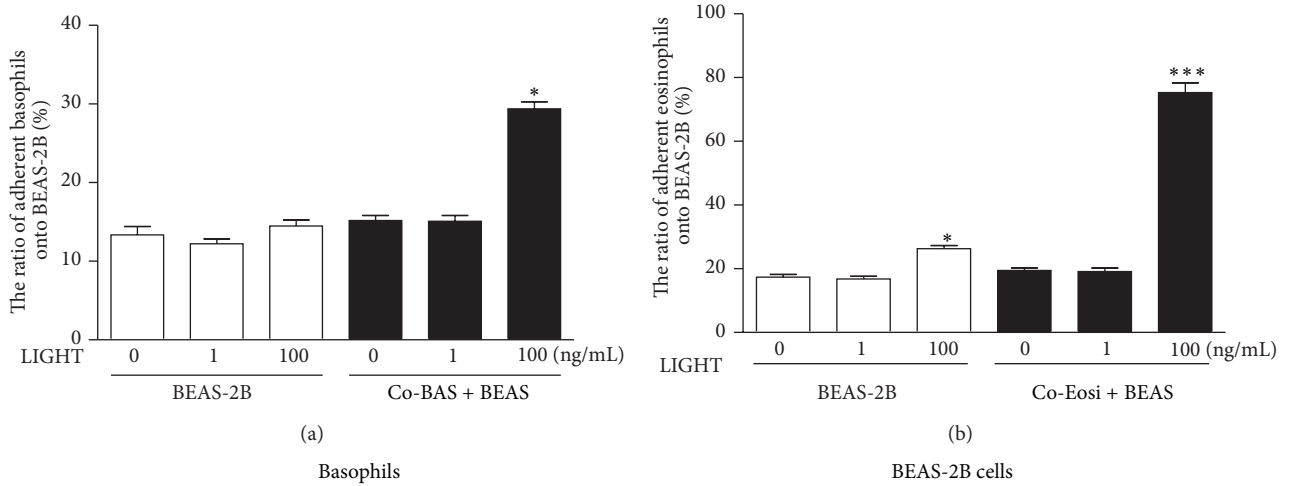 The ratio of adherent basophils
onto BEAS-2B (%)
40
30
20
10
0
*
LIGHT 0 1 100 0 1 100 (ng/mL)
BEAS-2B Co-BAS + BEAS
(a)
Basophils
The ratio of adherent eosinophils
onto BEAS-2B (%)
100
80
60
40
20
0
*
***
0 1 100 0 1 100 (ng/mL)
LIGHT
BEAS-2B Co-Eosi + BEAS
(b)
BEAS-2B cells